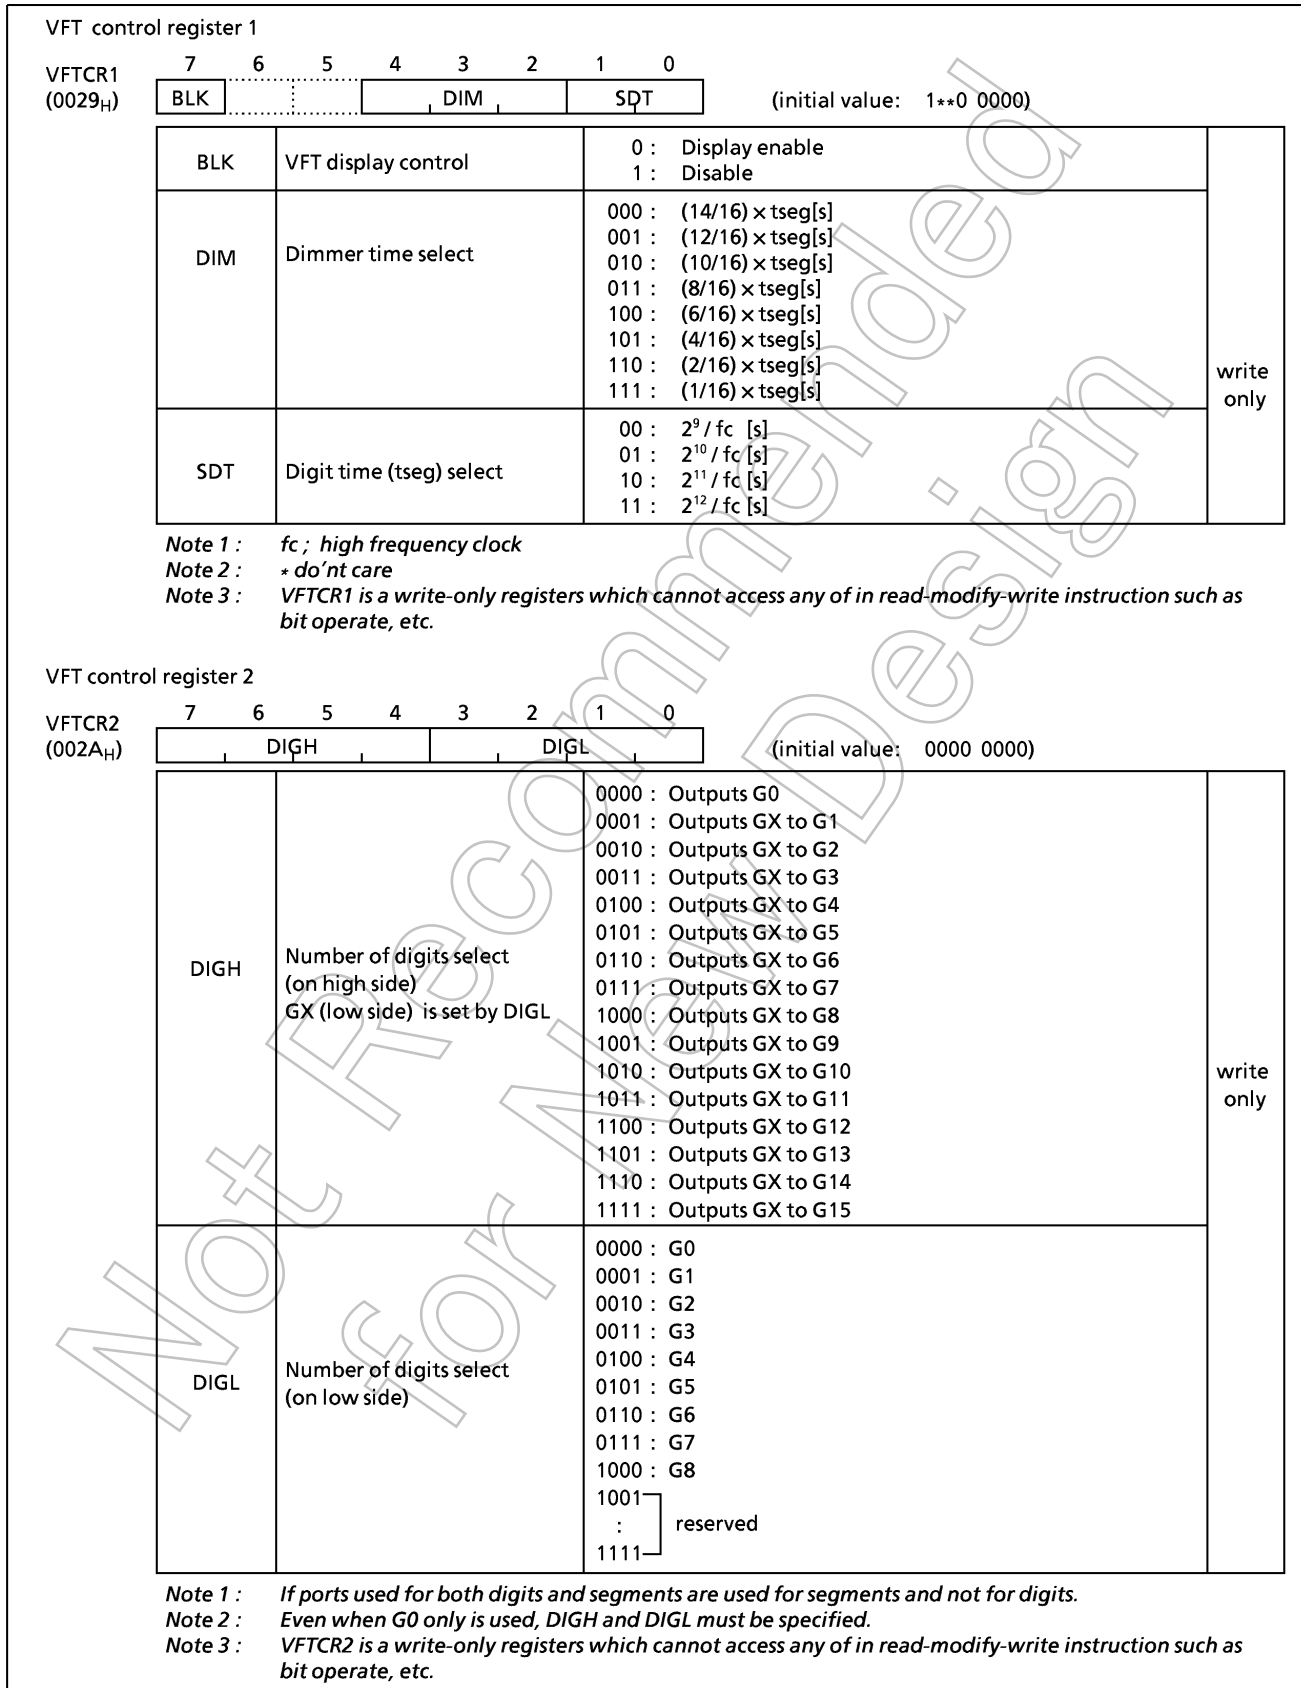 VFT control register 1
7 6 5 4 3 2 1 0
VFTCR1
(0029H) BLK DIM SDT (initial value: 1**0 0000)
BLK VFT display control 0 : Display enable
1 : Disable
DIM Dimmer time select
000 : (14/16) × tseg[s]
001 : (12/16) × tseg[s]
010 : (10/16) × tseg[s]
011 : (8/16) × tseg[s]
100 : (6/16) × tseg[s]
101 : (4/16) × tseg[s]
110 : (2/16) × tseg[s]
111 : (1/16) × tseg[s]
SDT Digit time (tseg) select
00 : 2⁹ / fc [s]
01 : 2¹⁰ / fc [s]
10 : 2¹¹ / fc [s]
11 : 2¹² / fc [s]
write
only
Note 1 : fc ; high frequency clock
Note 2 : * do'nt care
Note 3 : VFTCR1 is a write-only registers which cannot access any of in read-modify-write instruction such as
bit operate, etc.
VFT control register 2
7 6 5 4 3 2 1 0
VFTCR2
(002AH) DIGH DIGL (initial value: 0000 0000)
DIGH Number of digits select
(on high side)
GX (low side) is set by DIGL
0000 : Outputs G0
0001 : Outputs GX to G1
0010 : Outputs GX to G2
0011 : Outputs GX to G3
0100 : Outputs GX to G4
0101 : Outputs GX to G5
0110 : Outputs GX to G6
0111 : Outputs GX to G7
1000 : Outputs GX to G8
1001 : Outputs GX to G9
1010 : Outputs GX to G10
1011 : Outputs GX to G11
1100 : Outputs GX to G12
1101 : Outputs GX to G13
1110 : Outputs GX to G14
1111 : Outputs GX to G15
write
only
DIGL Number of digits select
(on low side)
0000 : G0
0001 : G1
0010 : G2
0011 : G3
0100 : G4
0101 : G5
0110 : G6
0111 : G7
1000 : G8
1001
: reserved
1111
Note 1 : If ports used for both digits and segments are used for segments and not for digits.
Note 2 : Even when G0 only is used, DIGH and DIGL must be specified.
Note 3 : VFTCR2 is a write-only registers which cannot access any of in read-modify-write instruction such as
bit operate, etc.
Not Recommended
for New Design